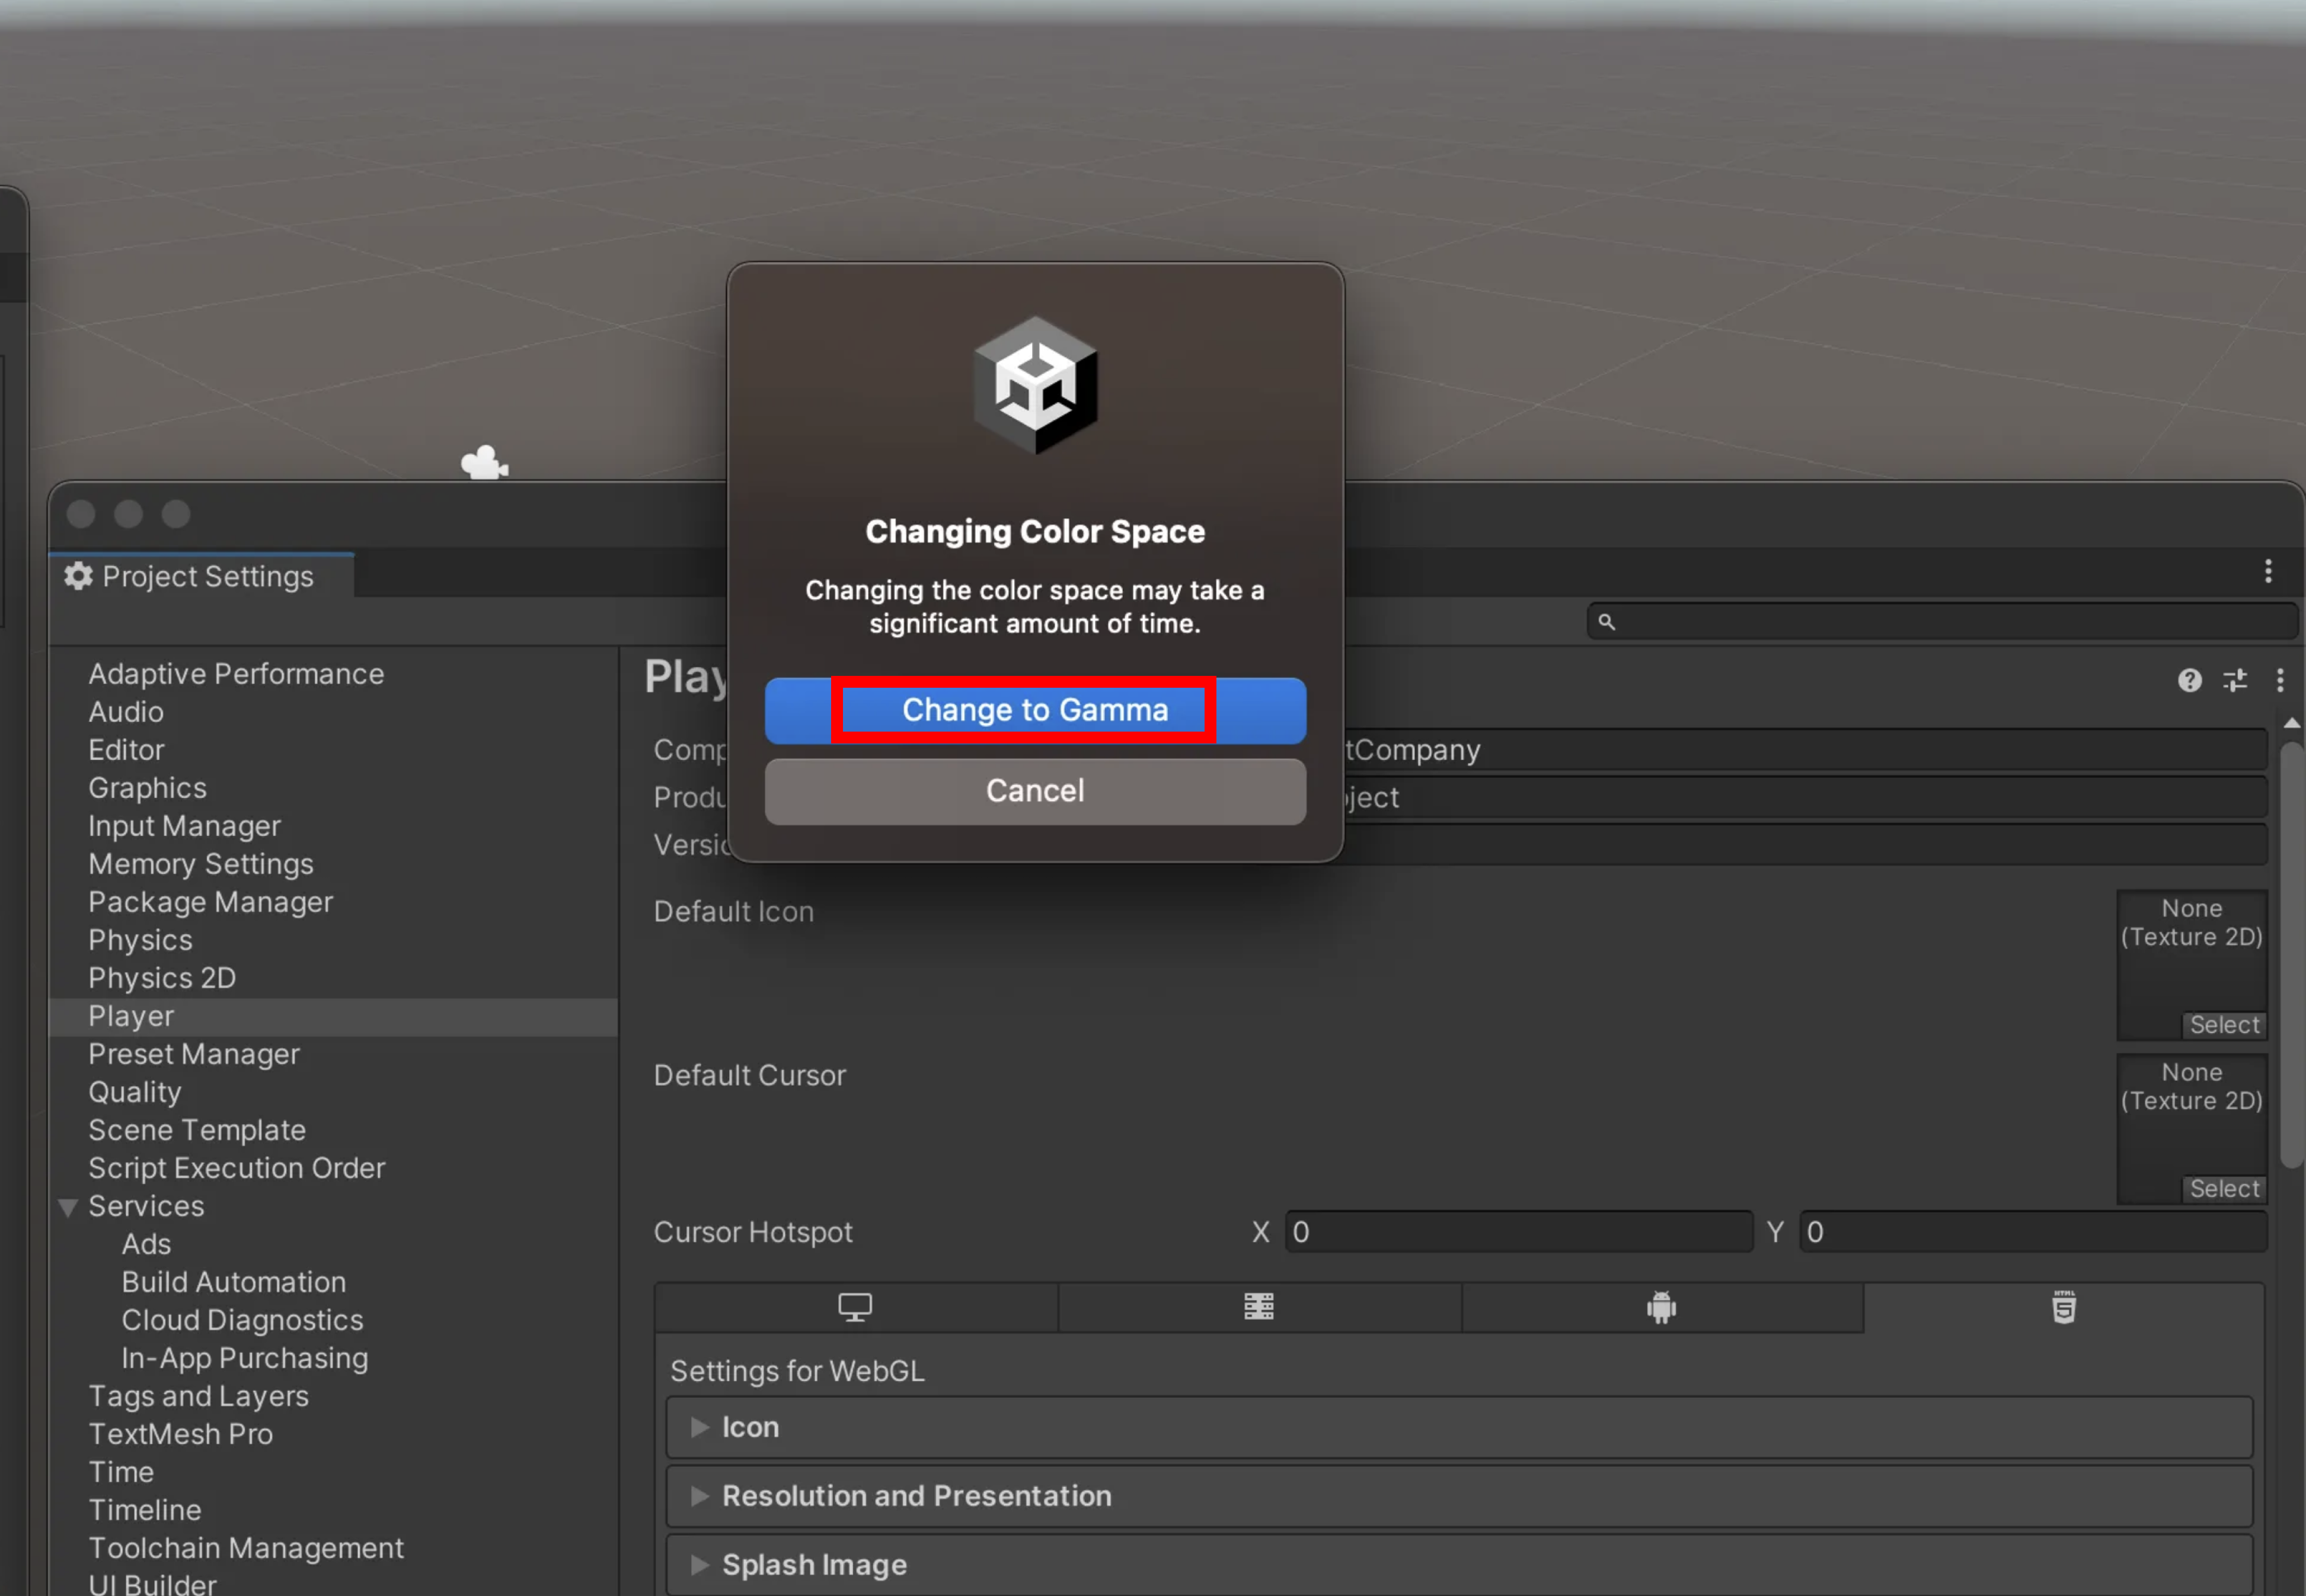 Changing Color Space
Changing the color space may take a
significant amount of time.
Change to Gamma
Cancel
Project Settings
Adaptive Performance
Audio
Editor
Graphics
Input Manager
Memory Settings
Package Manager
Physics
Physics 2D
Player
Preset Manager
Quality
Scene Template
Script Execution Order
Services
Ads
Build Automation
Cloud Diagnostics
In-App Purchasing
Tags and Layers
TextMesh Pro
Time
Timeline
Toolchain Management
UI Builder
Play
Comp tCompany
Produ ject
Versio
Default Icon
None
(Texture 2D)
Select
Default Cursor
None
(Texture 2D)
Select
Cursor Hotspot X 0 Y 0
HTML 5
Settings for WebGL
Icon
Resolution and Presentation
Splash Image